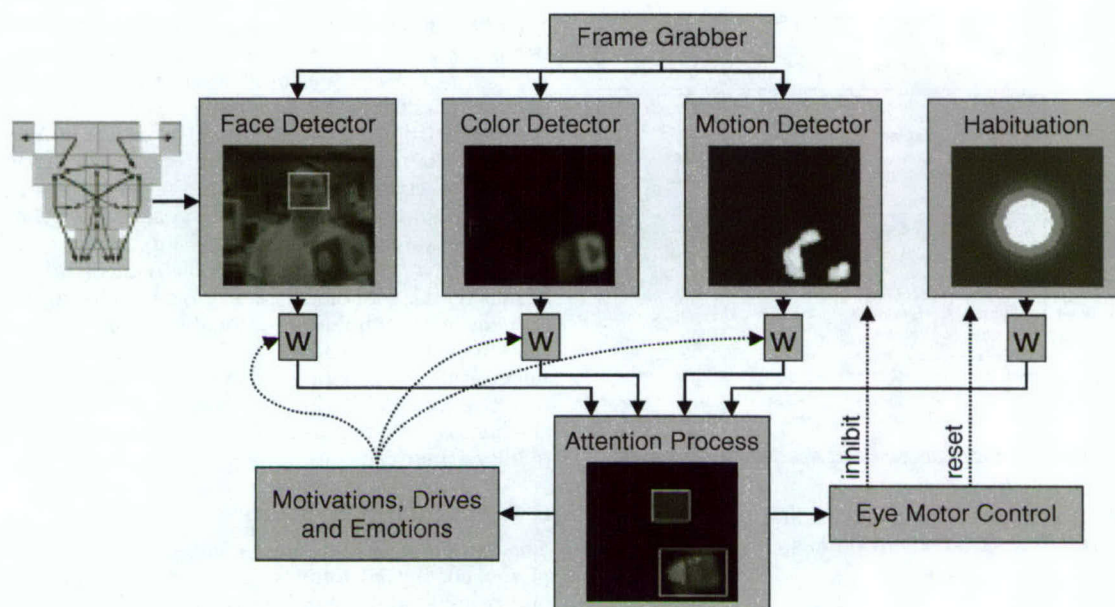 Frame Grabber
Face Detector
Color Detector
Motion Detector
Habituation
W
W
W
W
Attention Process
inhibit
reset
Motivations, Drives
and Emotions
Eye Motor Control